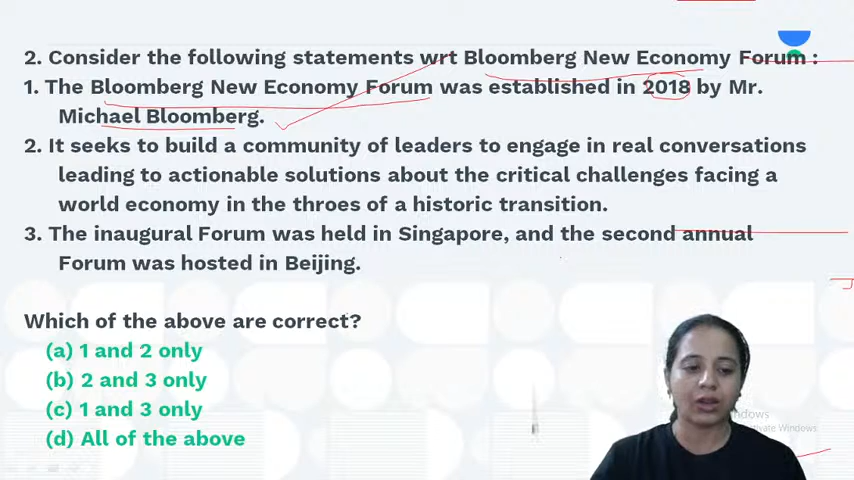 2. Consider the following statements wrt Bloomberg New Economy Forum :
1. The Bloomberg New Economy Forum was established in 2018 by Mr.
Michael Bloomberg.
2. It seeks to build a community of leaders to engage in real conversations
leading to actionable solutions about the critical challenges facing a
world economy in the throes of a historic transition.
3. The inaugural Forum was held in Singapore, and the second annual
Forum was hosted in Beijing.
Which of the above are correct?
(a) 1 and 2 only
(b) 2 and 3 only
(c) 1 and 3 only
(d) All of the above
Windows